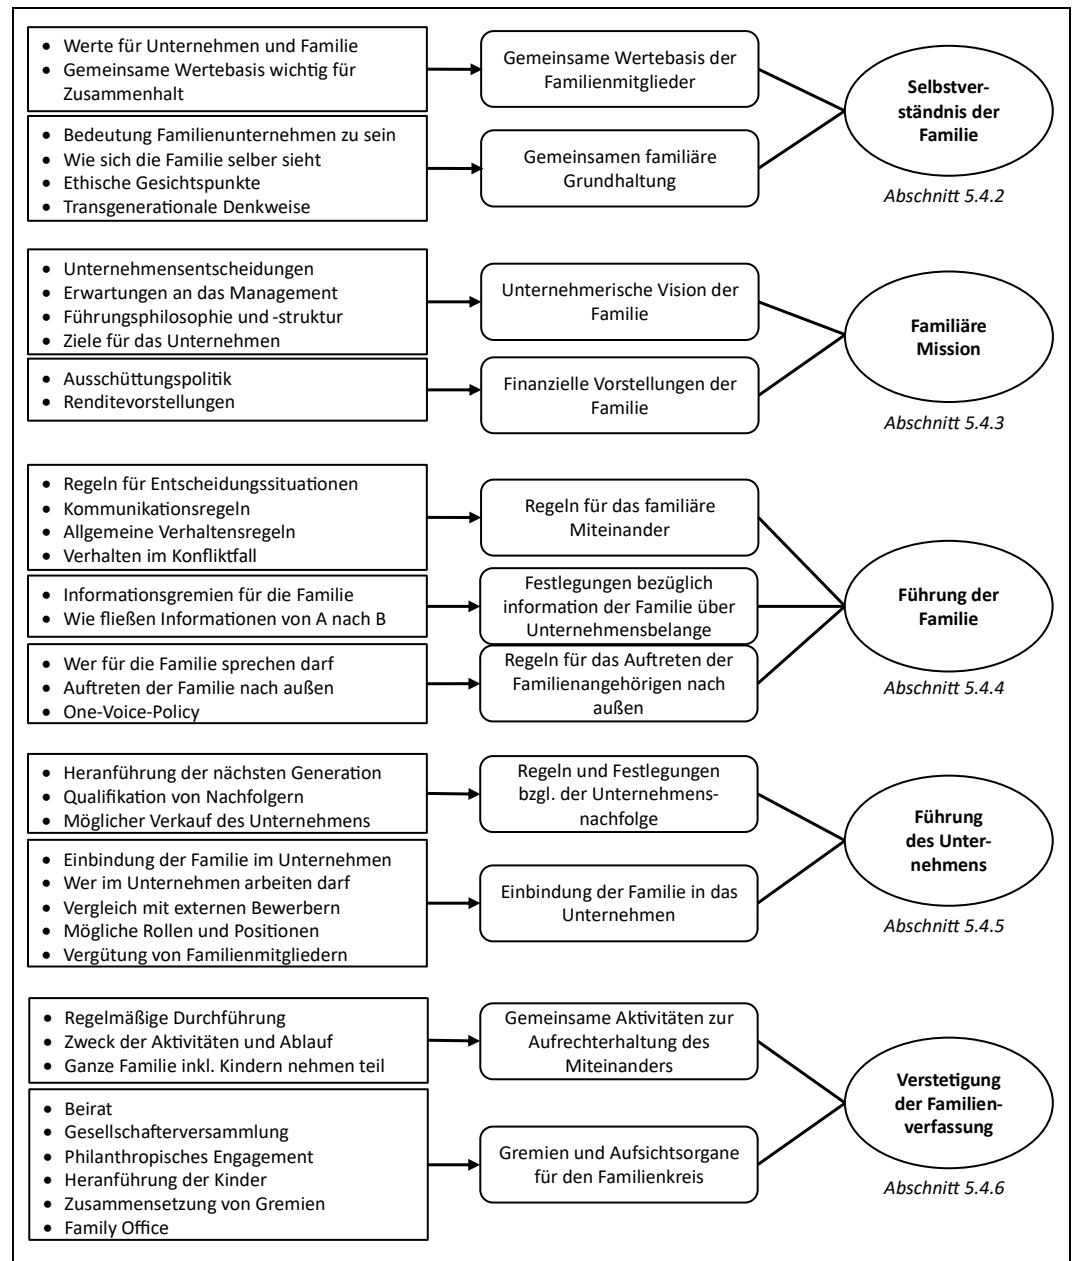 • Werte für Unternehmen und Familie
• Gemeinsame Wertebasis wichtig für
Zusammenhalt
Gemeinsame Wertebasis der
Familienmitglieder
• Bedeutung Familienunternehmen zu sein
• Wie sich die Familie selber sieht
• Ethische Gesichtspunkte
• Transgenerationale Denkweise
Gemeinsamen familiäre
Grundhaltung
Selbstver-
ständnis der
Familie
Abschnitt 5.4.2
• Unternehmensentscheidungen
• Erwartungen an das Management
• Führungsphilosophie und -struktur
• Ziele für das Unternehmen
Unternehmerische Vision der
Familie
• Ausschüttungspolitik
• Renditevorstellungen
Finanzielle Vorstellungen der
Familie
Familiäre
Mission
Abschnitt 5.4.3
• Regeln für Entscheidungssituationen
• Kommunikationsregeln
• Allgemeine Verhaltensregeln
• Verhalten im Konfliktfall
Regeln für das familiäre
Miteinander
• Informationsgremien für die Familie
• Wie fließen Informationen von A nach B
Festlegungen bezüglich
information der Familie über
Unternehmensbelange
• Wer für die Familie sprechen darf
• Auftreten der Familie nach außen
• One-Voice-Policy
Regeln für das Auftreten der
Familienangehörigen nach
außen
Führung der
Familie
Abschnitt 5.4.4
• Heranführung der nächsten Generation
• Qualifikation von Nachfolgern
• Möglicher Verkauf des Unternehmens
Regeln und Festlegungen
bzgl. der Unternehmens-
nachfolge
• Einbindung der Familie im Unternehmen
• Wer im Unternehmen arbeiten darf
• Vergleich mit externen Bewerbern
• Mögliche Rollen und Positionen
• Vergütung von Familienmitgliedern
Einbindung der Familie in das
Unternehmen
Führung
des Unter-
nehmens
Abschnitt 5.4.5
• Regelmäßige Durchführung
• Zweck der Aktivitäten und Ablauf
• Ganze Familie inkl. Kindern nehmen teil
Gemeinsame Aktivitäten zur
Aufrechterhaltung des
Miteinanders
• Beirat
• Gesellschafterversammlung
• Philanthropisches Engagement
• Heranführung der Kinder
• Zusammensetzung von Gremien
• Family Office
Gremien und Aufsichtsorgane
für den Familienkreis
Verstetigung
der Familien-
verfassung
Abschnitt 5.4.6